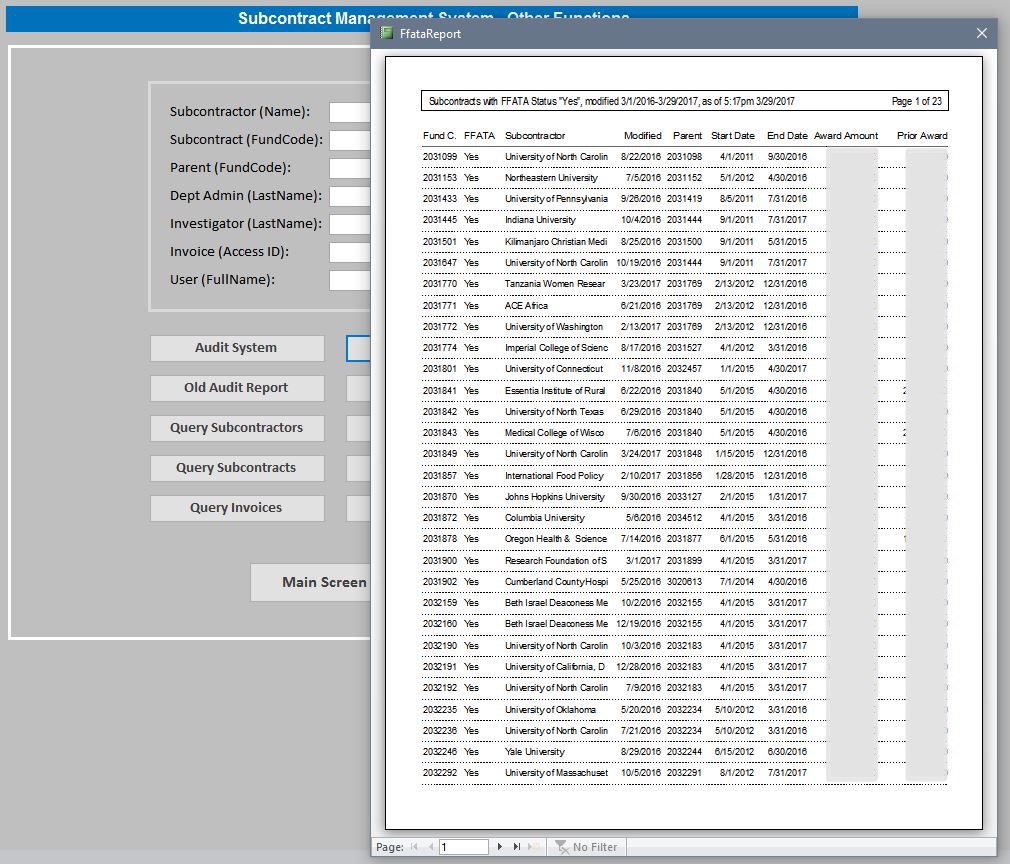 Subcontract Management System - Other Functions
FfataReport
Subcontractor (Name):
Subcontract (FundCode):
Parent (FundCode):
Dept Admin (LastName):
Investigator (LastName):
Invoice (Access ID):
User (FullName):
Audit System
Old Audit Report
Query Subcontractors
Query Subcontracts
Query Invoices
Main Screen
Subcontracts with FFATA Status "Yes", modified 3/1/2016-3/29/2017, as of 5:17pm 3/29/2017 Page 1 of 23
Fund C. FFATA Subcontractor Modified Parent Start Date End Date Award Amount Prior Award
2031099 Yes University of North Carolin 8/22/2016 2031098 4/1/2011 9/30/2016
2031153 Yes Northeastern University 7/5/2016 2031152 5/1/2012 4/30/2016
2031433 Yes University of Pennsylvania 9/26/2016 2031419 8/5/2011 7/31/2016
2031445 Yes Indiana University 10/4/2016 2031444 9/1/2011 7/31/2017
2031501 Yes Kilimanjaro Christian Medi 8/25/2016 2031500 9/1/2011 5/31/2015
2031647 Yes University of North Carolin 10/19/2016 2031444 9/1/2011 7/31/2017
2031770 Yes Tanzania Women Resear 3/23/2017 2031769 2/13/2012 12/31/2016
2031771 Yes ACE Africa 6/21/2016 2031769 2/13/2012 12/31/2016
2031772 Yes University of Washington 2/13/2017 2031769 2/13/2012 12/31/2016
2031774 Yes Imperial College of Scienc 8/17/2016 2031527 4/1/2012 3/31/2016
2031801 Yes University of Connecticut 11/8/2016 2032457 1/1/2015 4/30/2017
2031841 Yes Essentia Institute of Rural 6/22/2016 2031840 5/1/2015 4/30/2016 2
2031842 Yes University of North Texas 6/29/2016 2031840 5/1/2015 4/30/2016
2031843 Yes Medical College of Wisco 7/6/2016 2031840 5/1/2015 4/30/2016 2
2031849 Yes University of North Carolin 3/24/2017 2031848 1/15/2015 12/31/2016
2031857 Yes International Food Policy 2/10/2017 2031856 1/28/2015 12/31/2016
2031870 Yes Johns Hopkins University 9/30/2016 2033127 2/1/2015 1/31/2017
2031872 Yes Columbia University 5/6/2016 2034512 4/1/2015 3/31/2016
2031878 Yes Oregon Health & Science 7/14/2016 2031877 6/1/2015 5/31/2016 1
2031900 Yes Research Foundation of S 3/1/2017 2031899 4/1/2015 3/31/2017
2031902 Yes Cumberland County Hospi 5/25/2016 3020613 7/1/2014 4/30/2016
2032159 Yes Beth Israel Deaconess Me 10/2/2016 2032155 4/1/2015 3/31/2017
2032160 Yes Beth Israel Deaconess Me 12/19/2016 2032155 4/1/2015 3/31/2017
2032190 Yes University of North Carolin 10/3/2016 2032183 4/1/2015 3/31/2017
2032191 Yes University of California, D 12/28/2016 2032183 4/1/2015 3/31/2017
2032192 Yes University of North Carolin 7/9/2016 2032183 4/1/2015 3/31/2017
2032235 Yes University of Oklahoma 5/20/2016 2032234 5/10/2012 3/31/2016
2032236 Yes University of North Carolin 7/21/2016 2032234 5/10/2012 3/31/2016
2032246 Yes Yale University 8/29/2016 2032244 6/15/2012 6/30/2016
2032292 Yes University of Massachuset 10/5/2016 2032291 8/1/2012 7/31/2017
Page: 1 No Filter